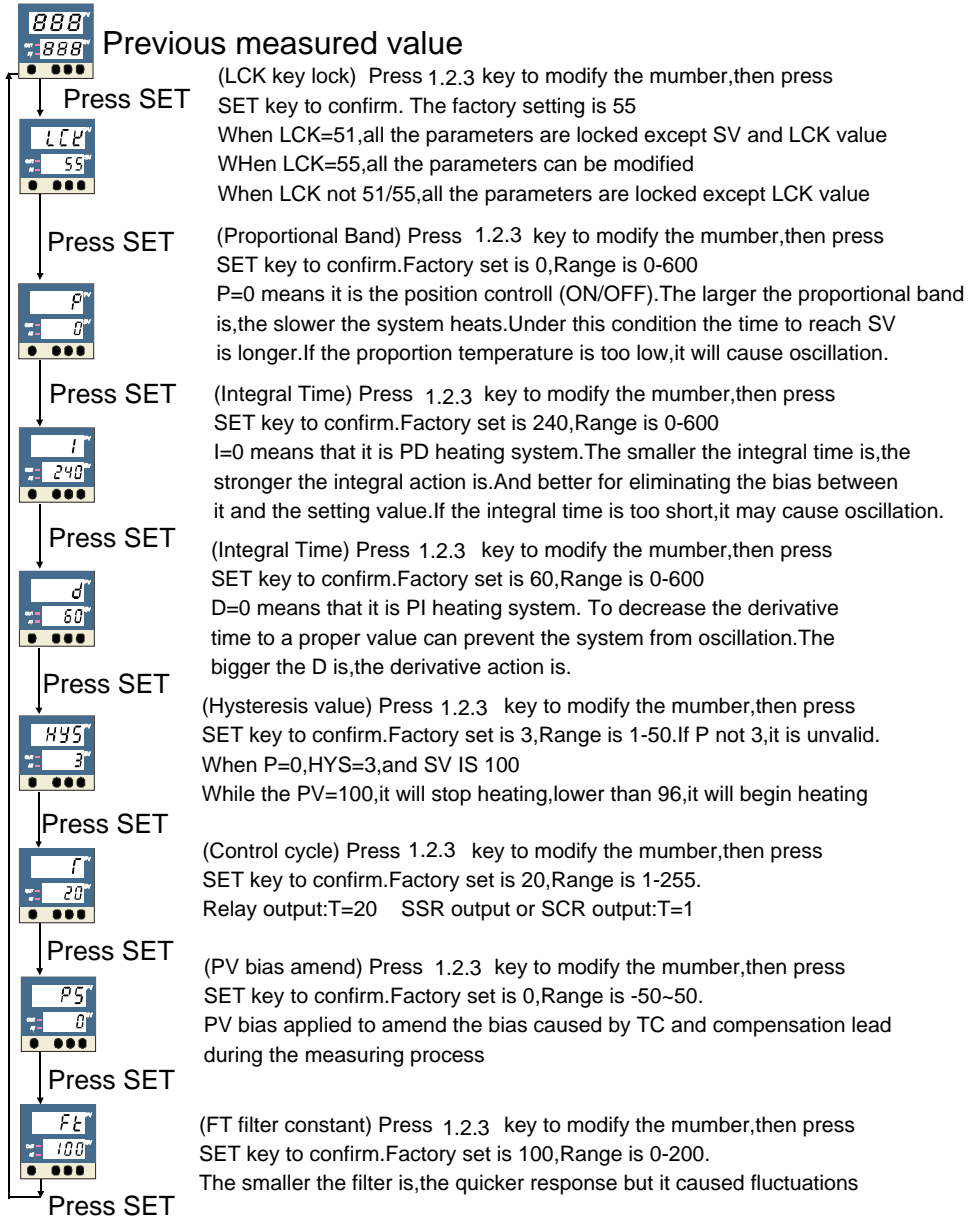 888
888
Previous measured value
Press SET
(LCK key lock) Press 1.2.3 key to modify the mumber,then press
SET key to confirm. The factory setting is 55
When LCK=51,all the parameters are locked except SV and LCK value
WHen LCK=55,all the parameters can be modified
When LCK not 51/55,all the parameters are locked except LCK value
LCK
55
Press SET
(Proportional Band) Press 1.2.3 key to modify the mumber,then press
SET key to confirm.Factory set is 0,Range is 0-600
P=0 means it is the position controll (ON/OFF).The larger the proportional band
is,the slower the system heats.Under this condition the time to reach SV
is longer.If the proportion temperature is too low,it will cause oscillation.
P
0
Press SET
(Integral Time) Press 1.2.3 key to modify the mumber,then press
SET key to confirm.Factory set is 240,Range is 0-600
I=0 means that it is PD heating system.The smaller the integral time is,the
stronger the integral action is.And better for eliminating the bias between
it and the setting value.If the integral time is too short,it may cause oscillation.
I
240
Press SET
(Integral Time) Press 1.2.3 key to modify the mumber,then press
SET key to confirm.Factory set is 60,Range is 0-600
D=0 means that it is PI heating system. To decrease the derivative
time to a proper value can prevent the system from oscillation.The
bigger the D is,the derivative action is.
d
60
Press SET
(Hysteresis value) Press 1.2.3 key to modify the mumber,then press
SET key to confirm.Factory set is 3,Range is 1-50.If P not 3,it is unvalid.
When P=0,HYS=3,and SV IS 100
While the PV=100,it will stop heating,lower than 96,it will begin heating
HYS
3
Press SET
(Control cycle) Press 1.2.3 key to modify the mumber,then press
SET key to confirm.Factory set is 20,Range is 1-255.
Relay output:T=20 SSR output or SCR output:T=1
T
20
Press SET
(PV bias amend) Press 1.2.3 key to modify the mumber,then press
SET key to confirm.Factory set is 0,Range is -50~50.
PV bias applied to amend the bias caused by TC and compensation lead
during the measuring process
PS
0
Press SET
(FT filter constant) Press 1.2.3 key to modify the mumber,then press
SET key to confirm.Factory set is 100,Range is 0-200.
The smaller the filter is,the quicker response but it caused fluctuations
Ft
100
Press SET